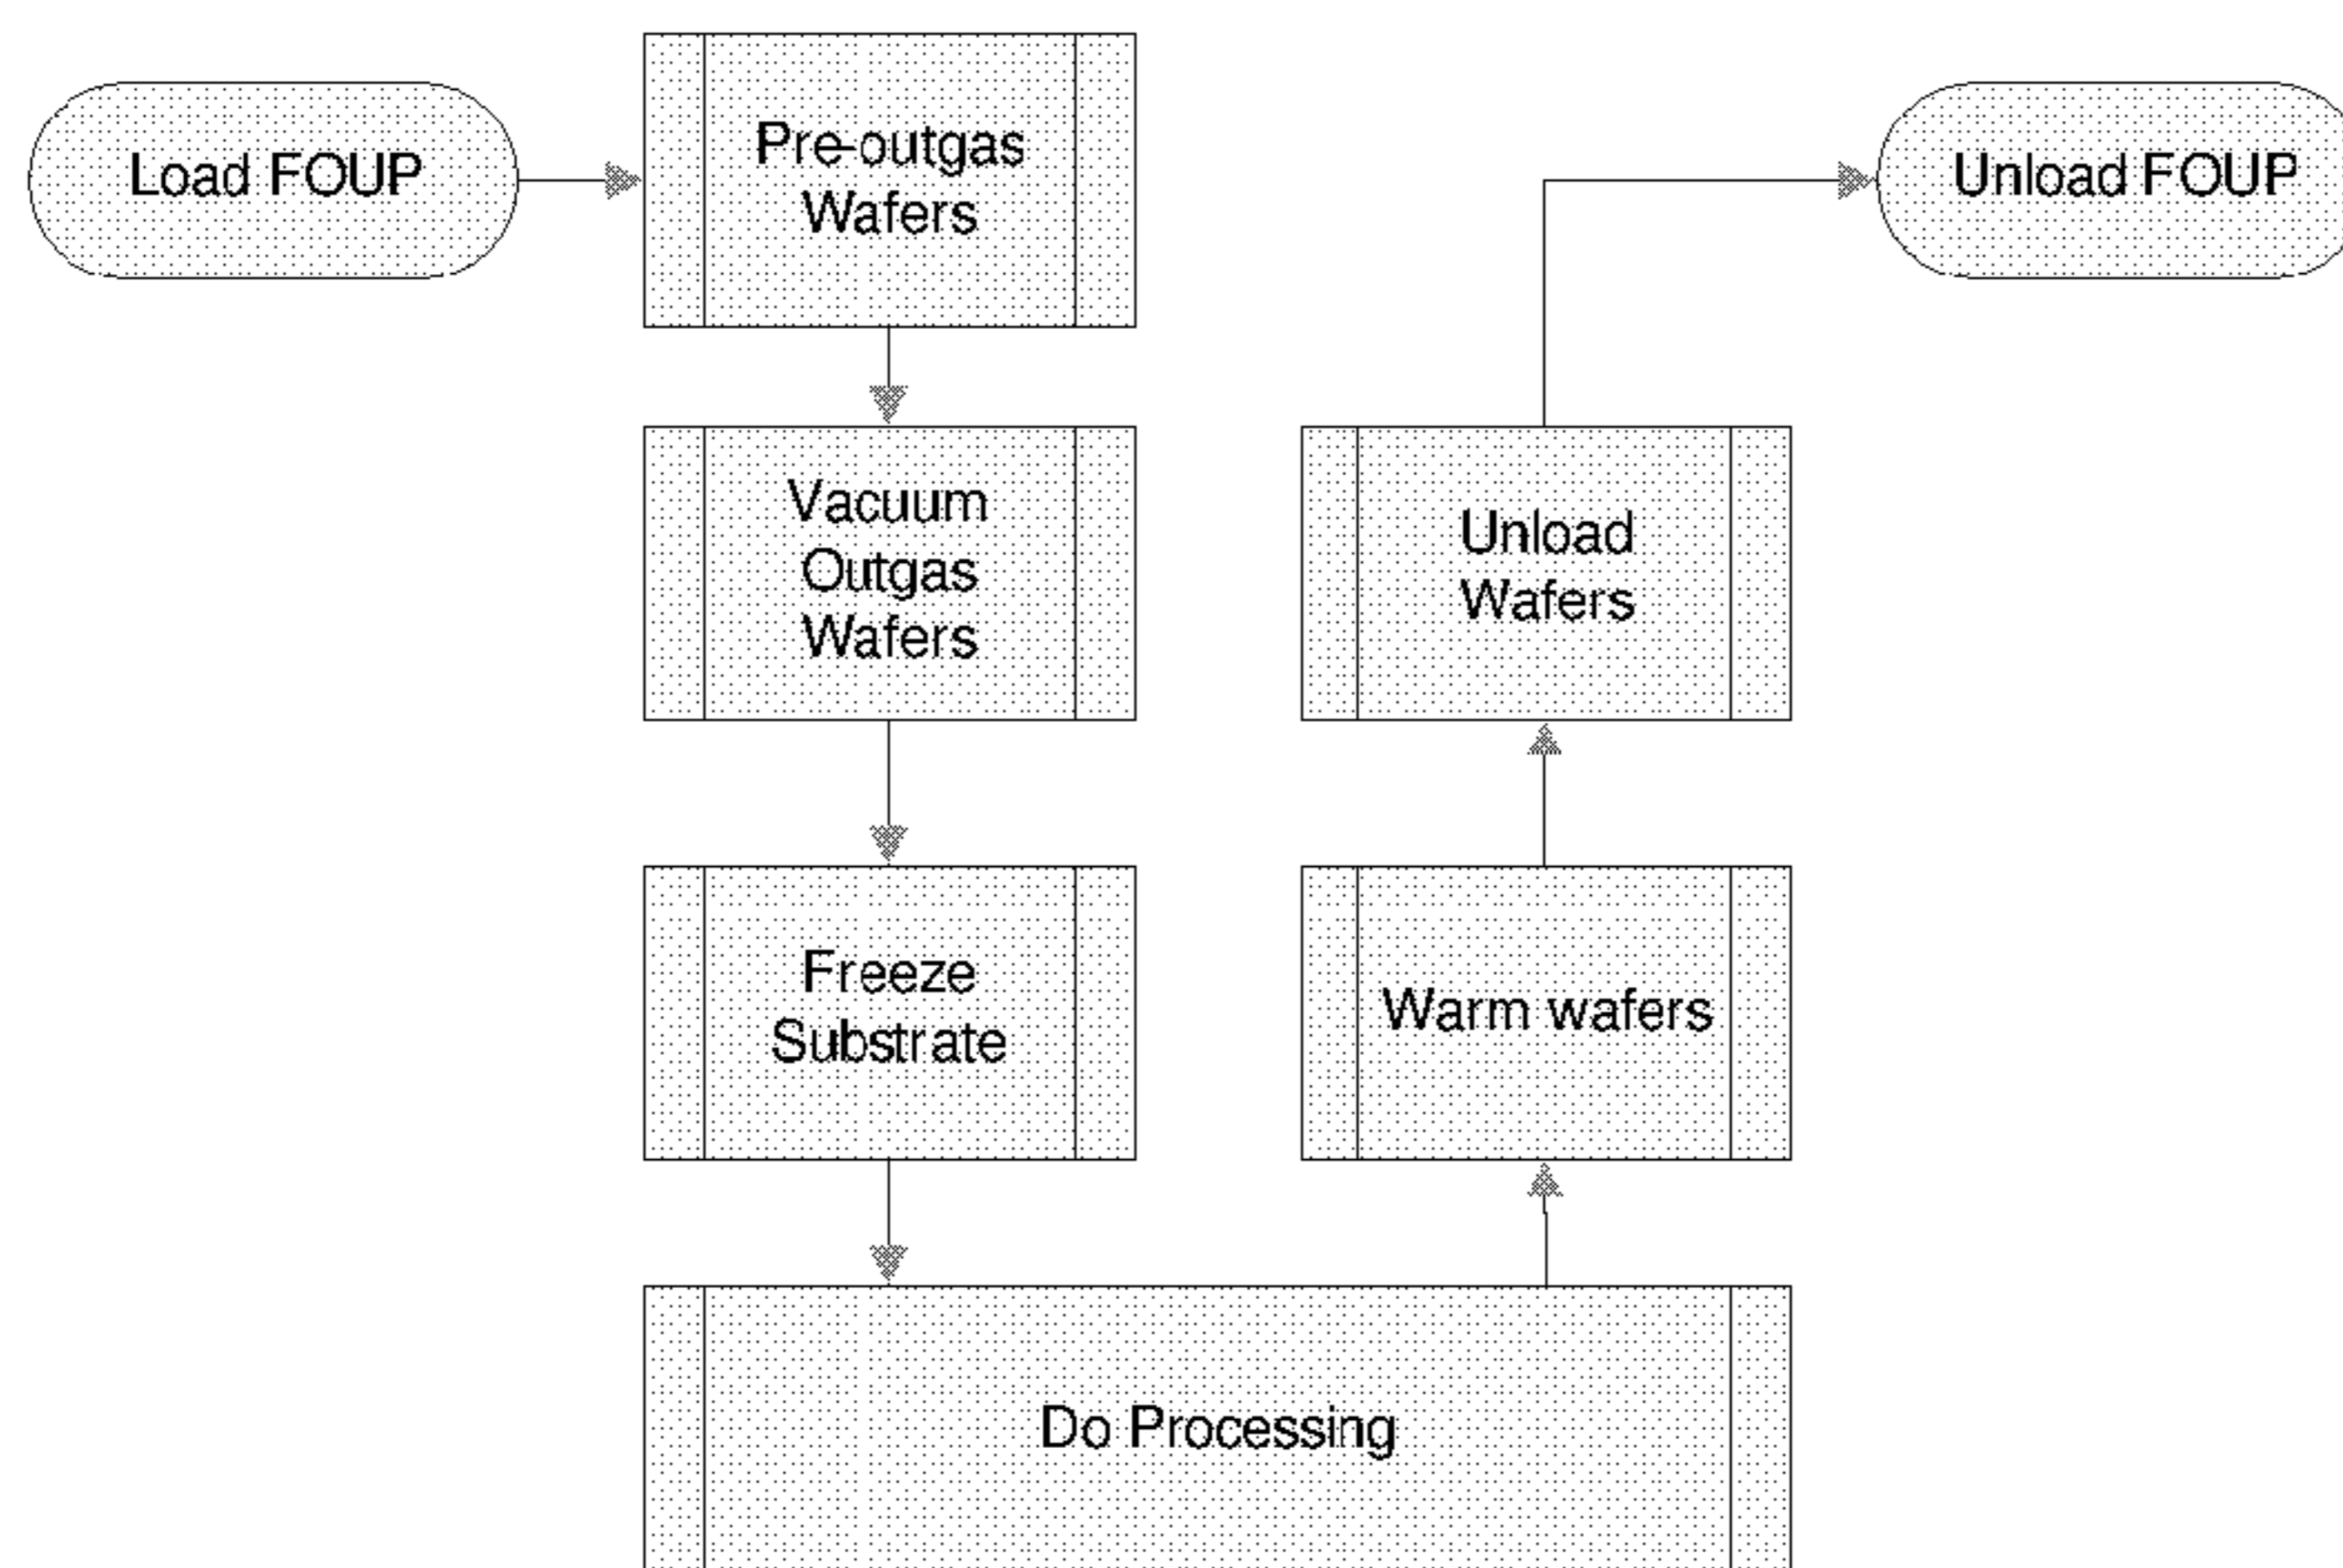 Load FOUP
Pre-outgas
Wafers
Vacuum
Outgas
Wafers
Freeze
Substrate
Do Processing
Warm wafers
Unload
Wafers
Unload FOUP